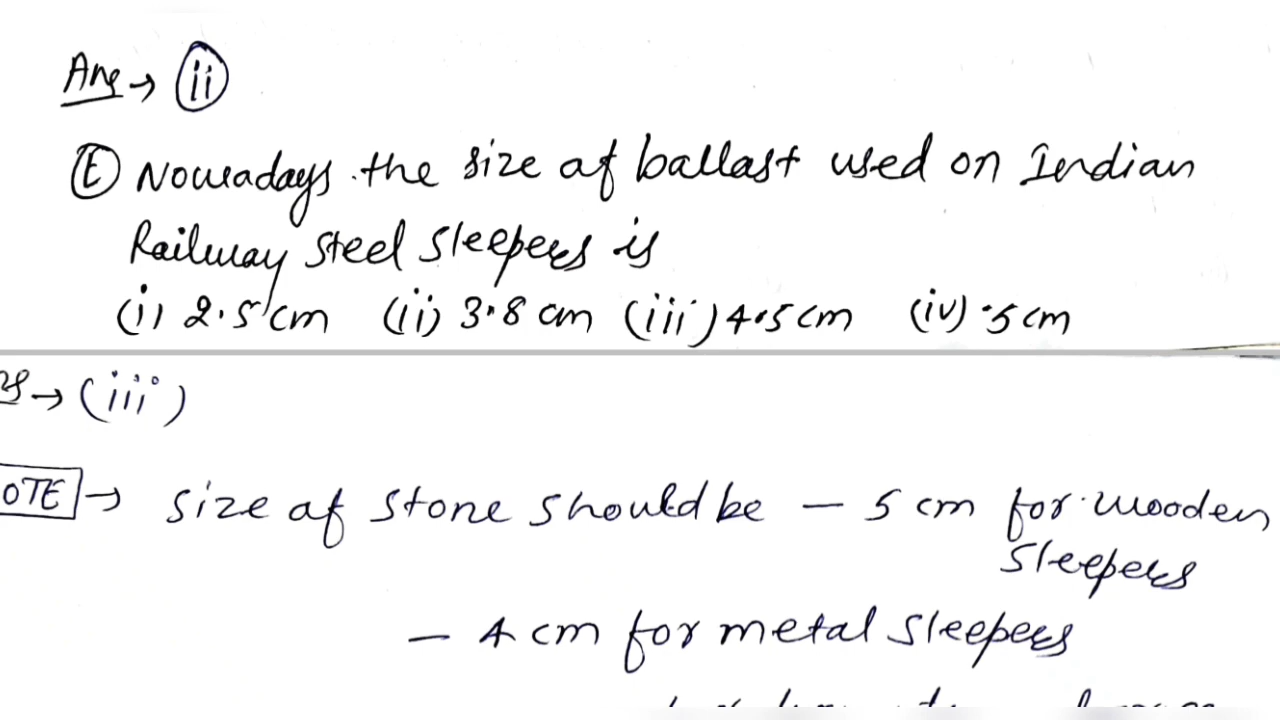 Ans → (ii)
(E) Nowadays the size of ballast used on Indian
Railway steel sleepers is
(i) 2.5 cm (ii) 3.8 cm (iii) 4.5 cm (iv) .5 cm
→ (iii)
OTE → size of stone should be — 5 cm for wooden
sleepers
— 4 cm for metal sleepers